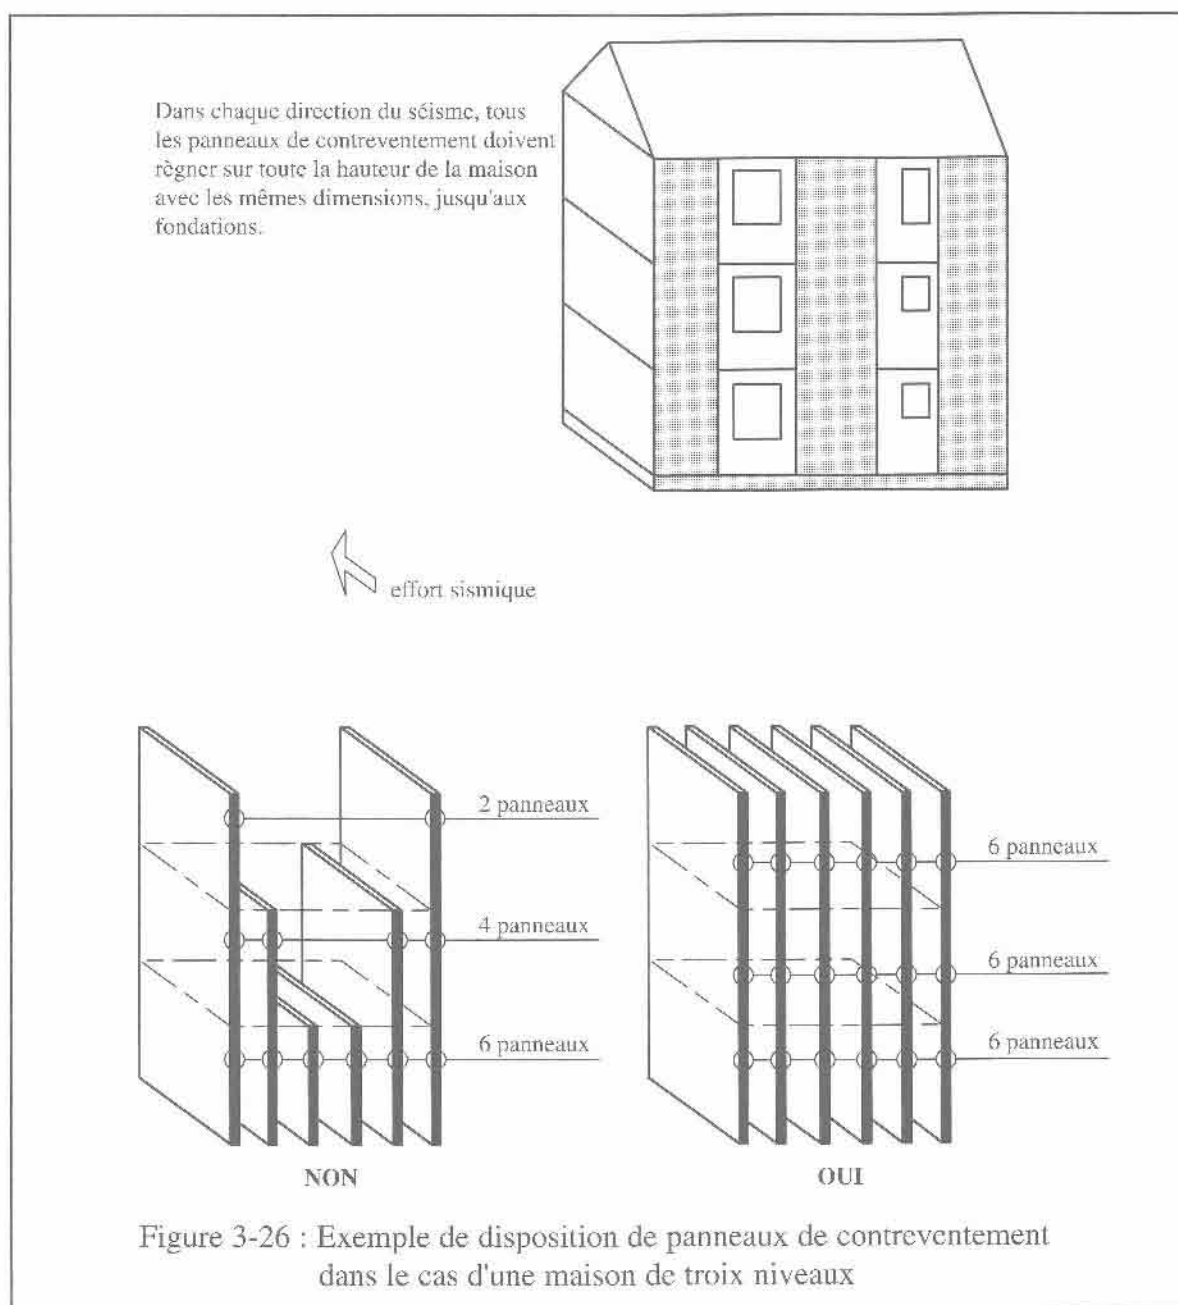 Dans chaque direction du séisme, tous
les panneaux de contreventement doivent
règner sur toute la hauteur de la maison
avec les mêmes dimensions, jusqu'aux
fondations.
effort sismique
2 panneaux
4 panneaux
6 panneaux
NON
6 panneaux
6 panneaux
6 panneaux
OUI
Figure 3-26 : Exemple de disposition de panneaux de contreventement
dans le cas d'une maison de troix niveaux